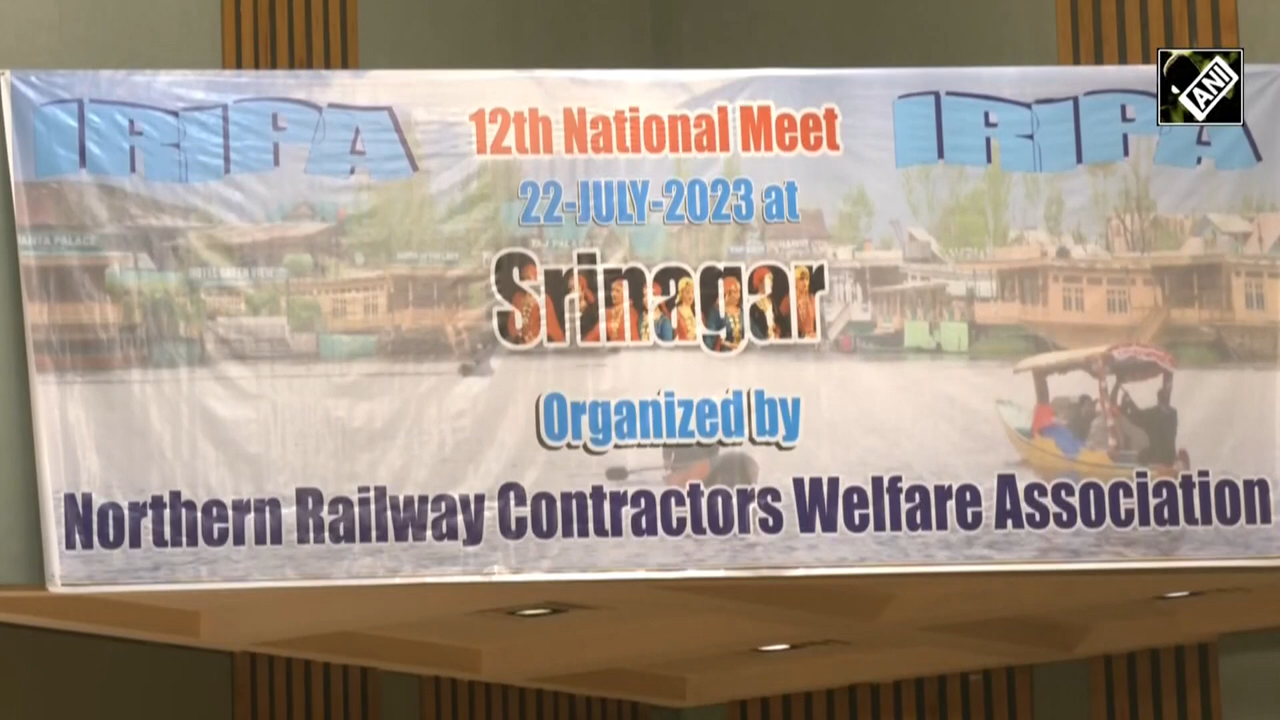 IRIPA
12th National Meet
IRIPA
ANI
22-JULY-2023 at
Srinagar
Organized by
Northern Railway Contractors Welfare Association